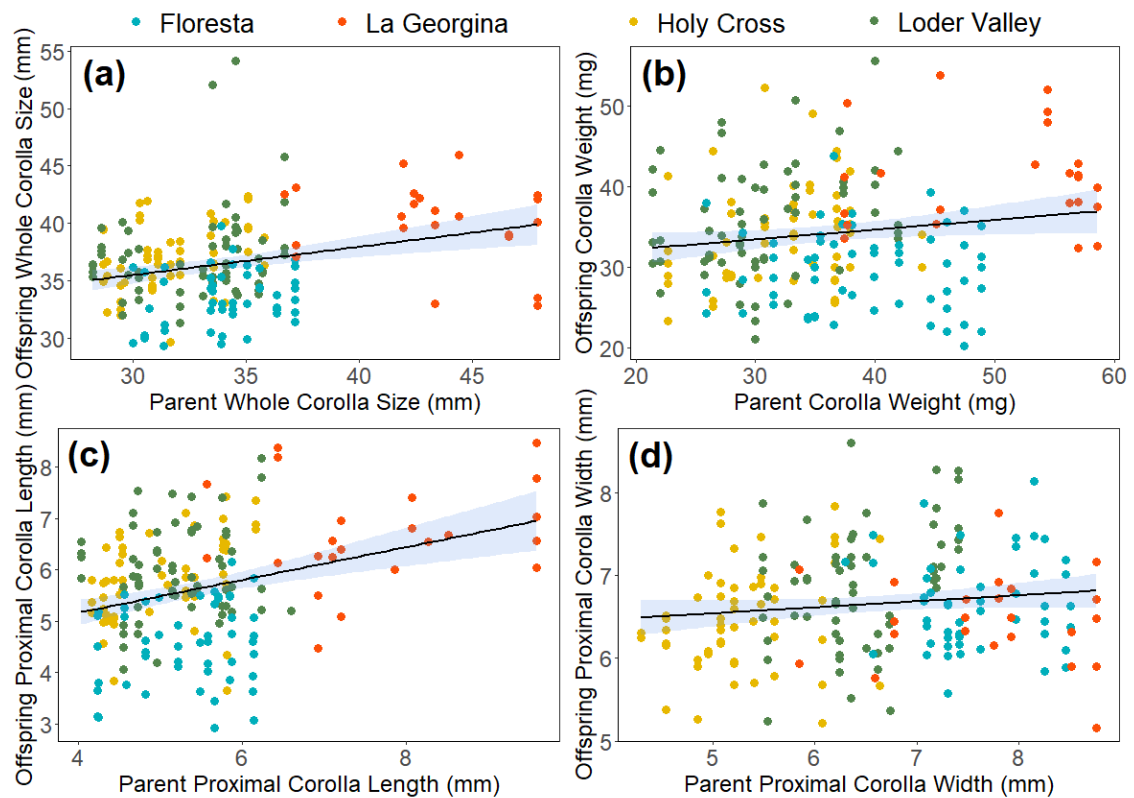 Floresta La Georgina Holy Cross Loder Valley
(a)
Offspring Whole Corolla Size (mm)
55
50
45
40
35
30
30 35 40 45
Parent Whole Corolla Size (mm)
(b)
Offspring Corolla Weight (mg)
50
40
30
20
20 30 40 50 60
Parent Corolla Weight (mg)
(c)
Offspring Proximal Corolla Length (mm)
8
7
6
5
4
3
4 6 8
Parent Proximal Corolla Length (mm)
(d)
Offspring Proximal Corolla Width (mm)
8
7
6
5
5 6 7 8
Parent Proximal Corolla Width (mm)